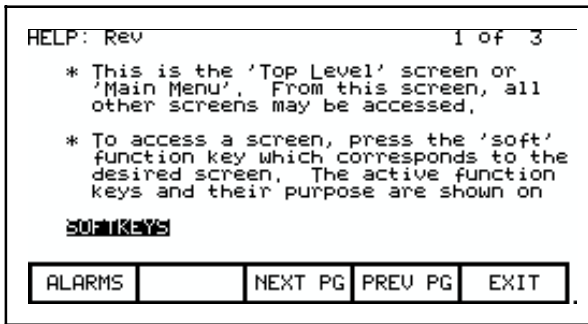 HELP: Rev 1 of 3
* This is the 'Top Level' screen or
'Main Menu'. From this screen, all
other screens may be accessed.
* To access a screen, press the 'soft'
function key which corresponds to the
desired screen. The active function
keys and their purpose are shown on
SOFTKEYS
ALARMS NEXT PG PREV PG EXIT